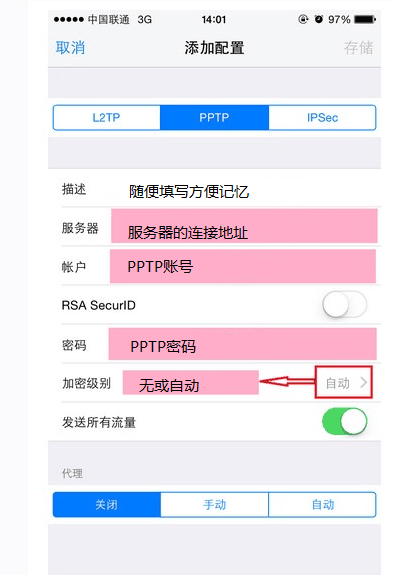 中国联通 3G 14:01 97%
取消 添加配置 存储
L2TP PPTP IPSec
描述 随便填写方便记忆
服务器 服务器的连接地址
帐户 PPTP账号
RSA SecurID
密码 PPTP密码
加密级别 无或自动 自动
发送所有流量
代理
关闭 手动 自动